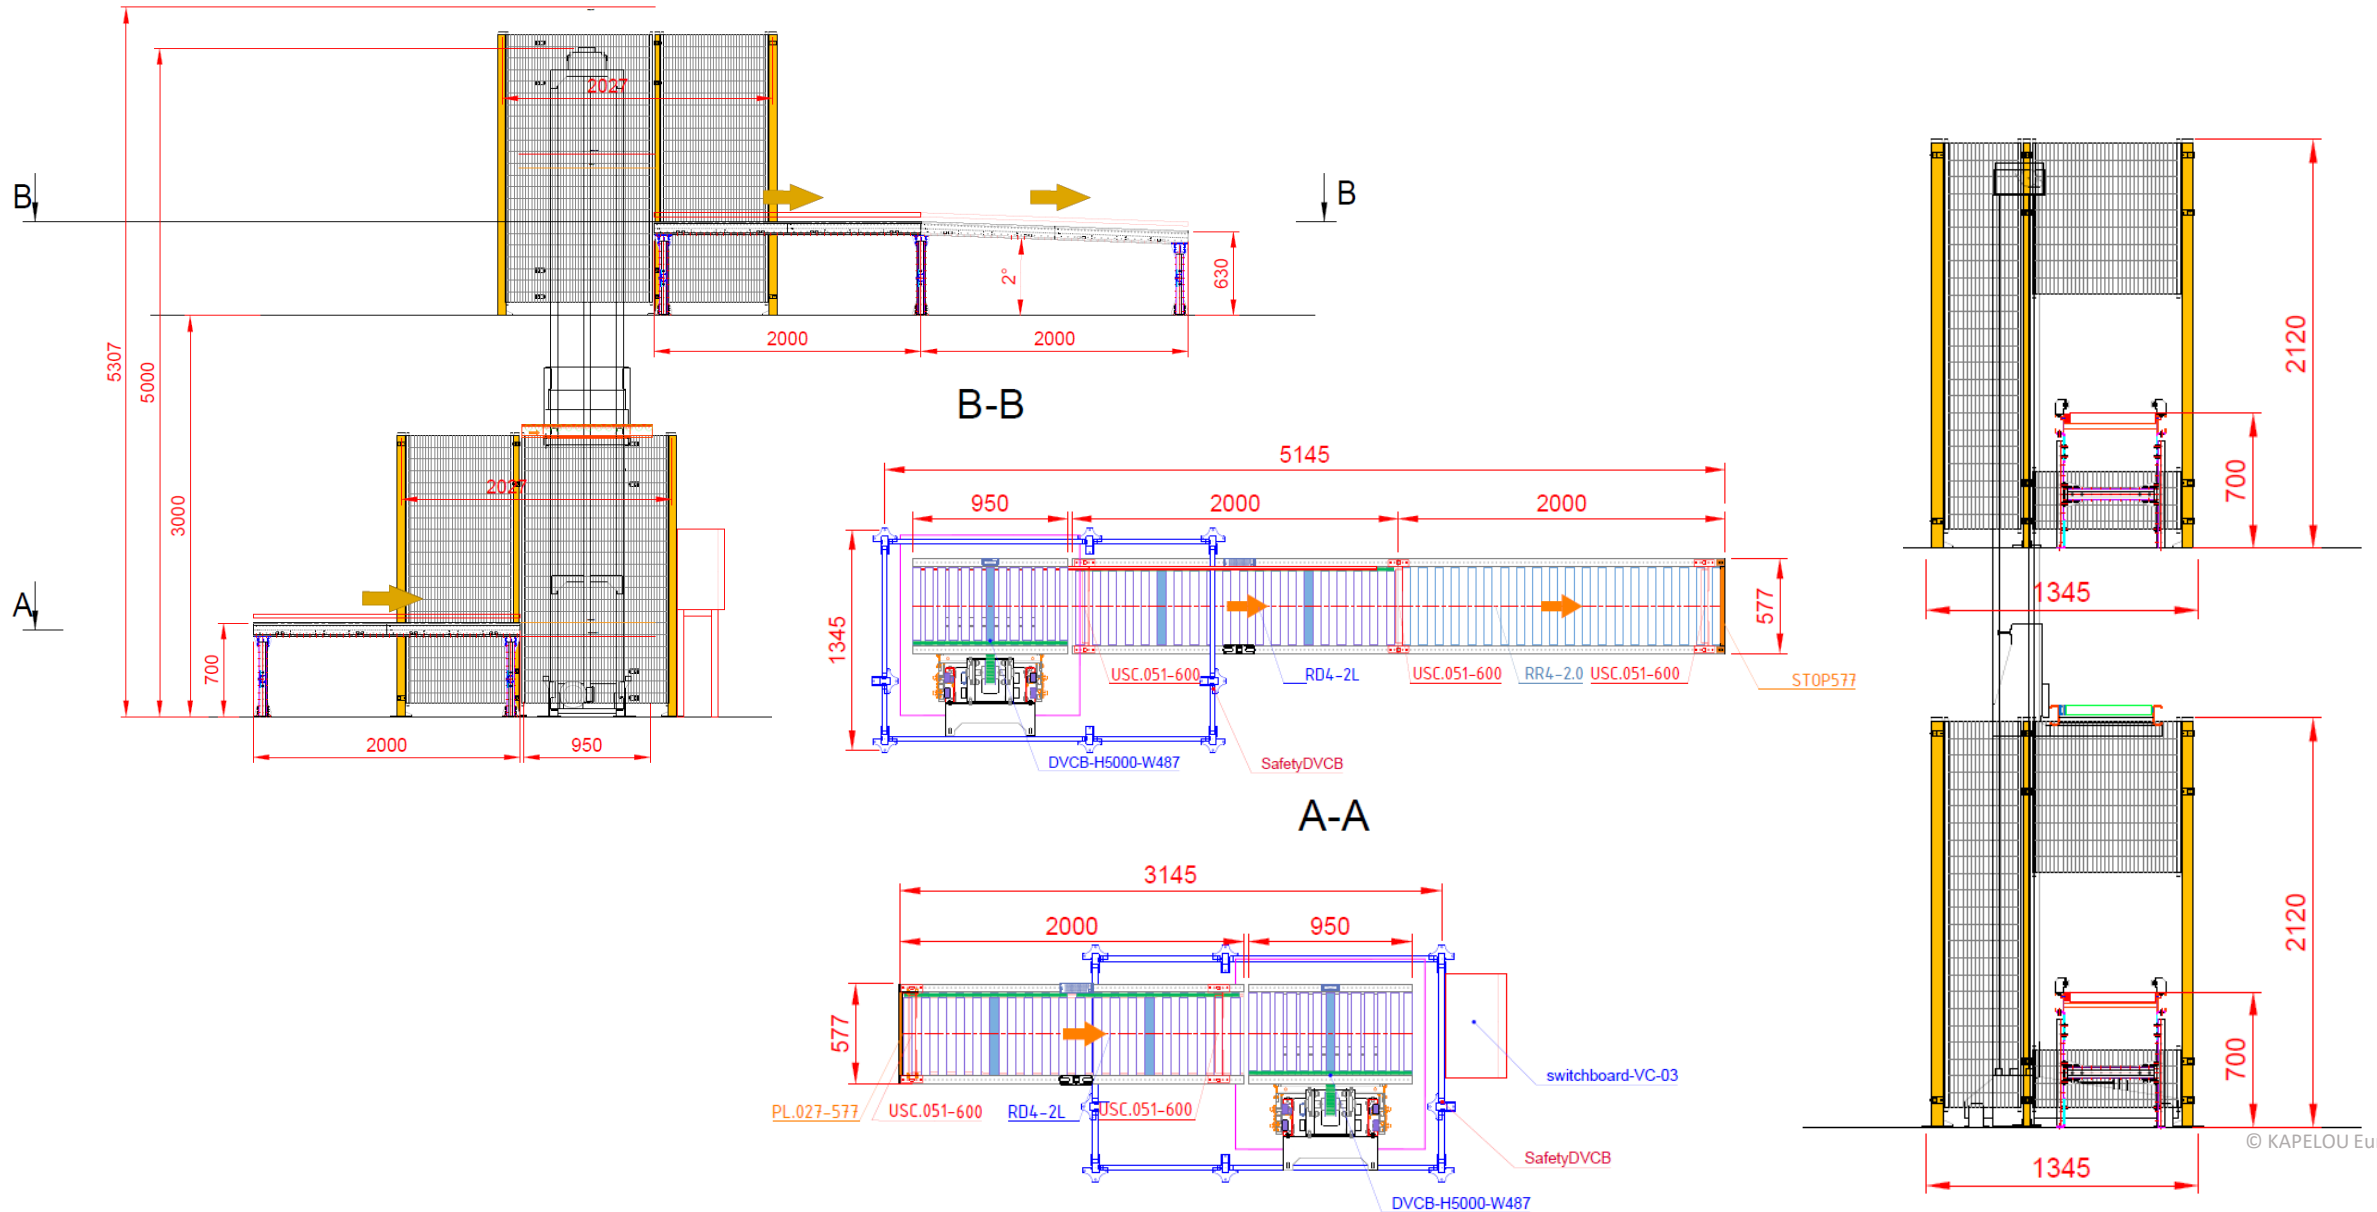 2027
B
B
2°
630
2000
2000
5307
5000
3000
2027
A
700
2000
950
B-B
5145
950
2000
2000
1345
577
USC.051-600
RD4-2L
USC.051-600
RR4-2.0
USC.051-600
STOP577
DVCB-H5000-W487
SafetyDVCB
A-A
3145
2000
950
577
PL.027-577
USC.051-600
RD4-2L
USC.051-600
switchboard-VC-03
SafetyDVCB
DVCB-H5000-W487
2120
700
1345
2120
700
1345
© KAPELOU Eu